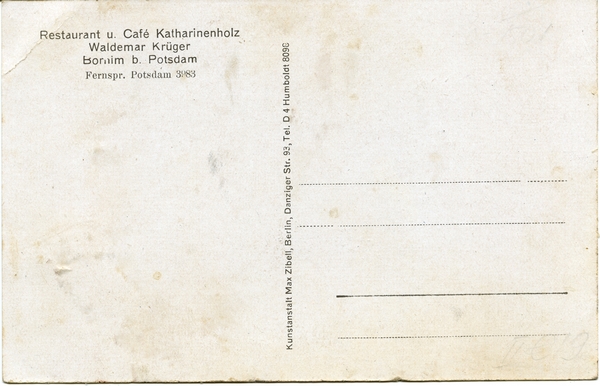 Restaurant u. Café Katharinenholz
Waldemar Krüger
Bornim b. Potsdam
Fernspr. Potsdam 3983
Kunstanstalt Max Zibell, Berlin, Danziger Str. 93, Tel. D 4 Humboldt 8096